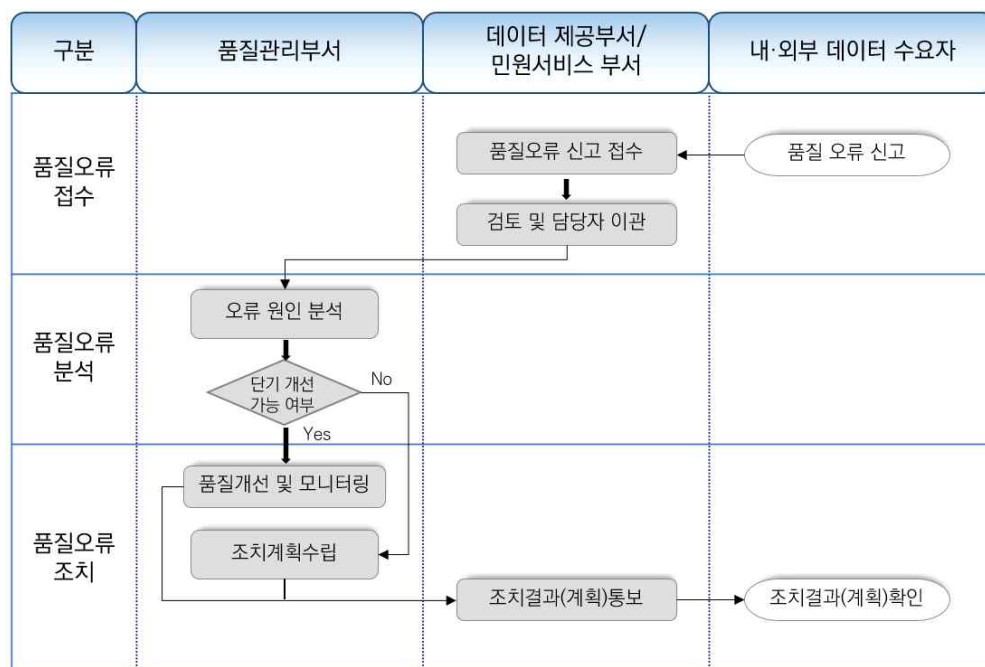 구분
품질관리부서
데이터 제공부서/
민원서비스 부서
내·외부 데이터 수요자
품질오류
접수
품질오류 신고 접수
품질 오류 신고
검토 및 담당자 이관
품질오류
분석
오류 원인 분석
단기 개선
가능 여부
No
Yes
품질오류
조치
품질개선 및 모니터링
조치계획수립
조치결과(계획)통보
조치결과(계획)확인